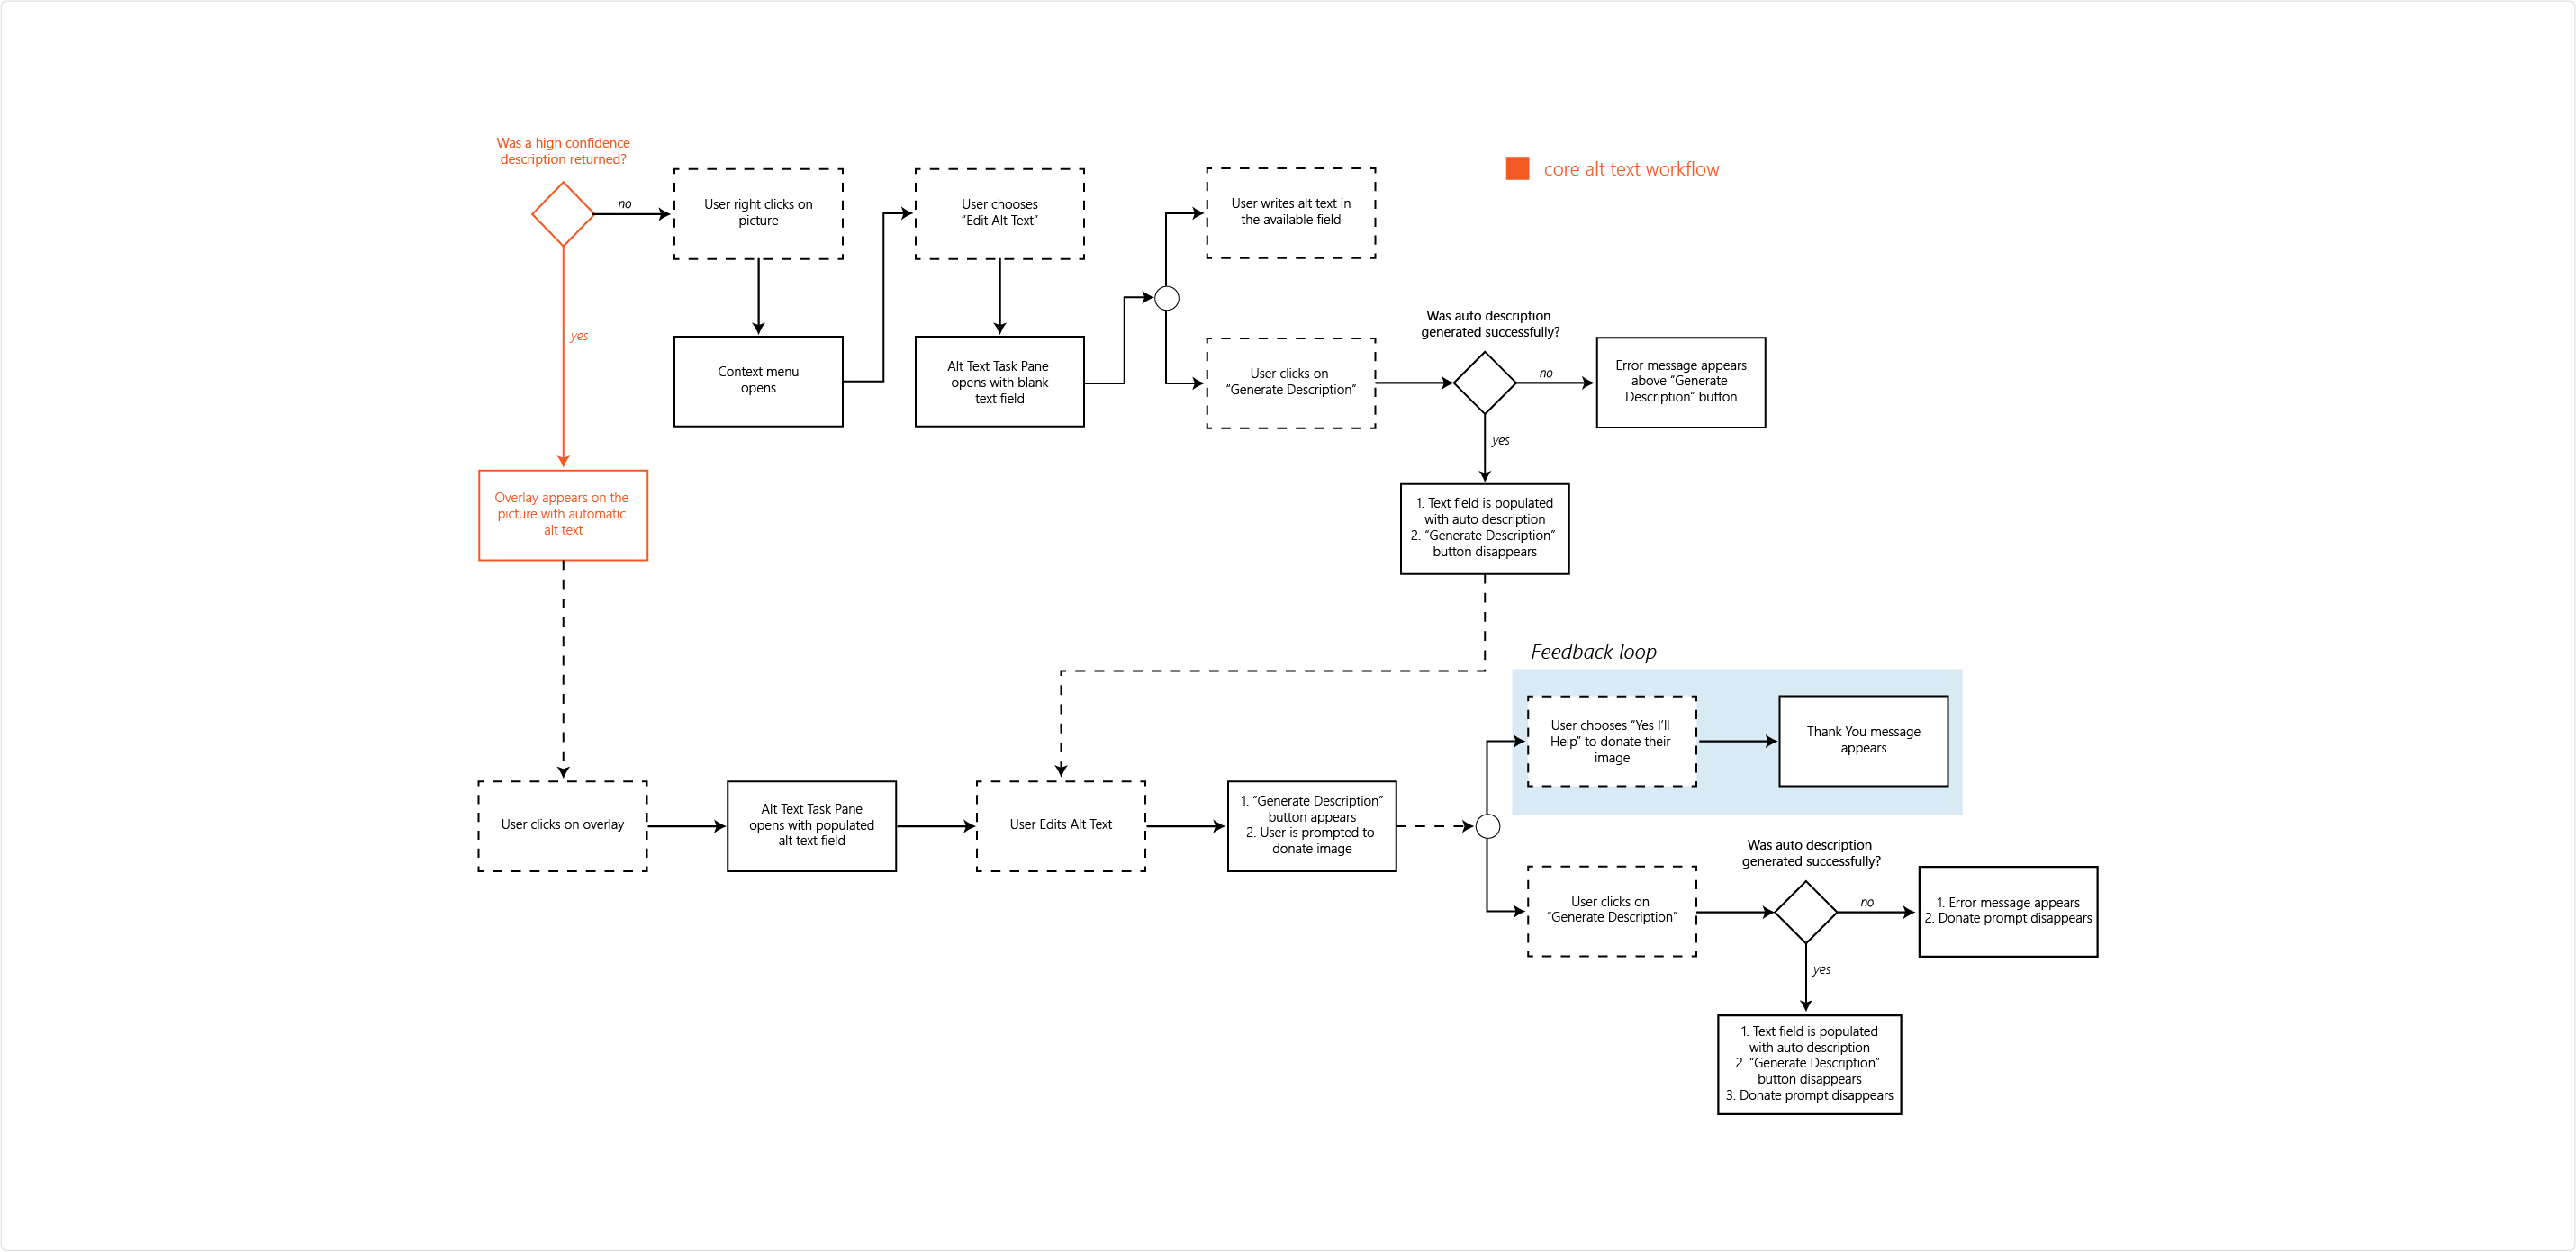 Was a high confidence
description returned?
no
yes
User right clicks on
picture
User chooses
“Edit Alt Text”
User writes alt text in
the available field
core alt text workflow
Context menu
opens
Alt Text Task Pane
opens with blank
text field
User clicks on
“Generate Description”
Was auto description
generated successfully?
no
yes
Error message appears
above “Generate
Description” button
Overlay appears on the
picture with automatic
alt text
1. Text field is populated
with auto description
2. “Generate Description”
button disappears
Feedback loop
User chooses “Yes I’ll
Help” to donate their
image
Thank You message
appears
User clicks on overlay
Alt Text Task Pane
opens with populated
alt text field
User Edits Alt Text
1. “Generate Description”
button appears
2. User is prompted to
donate image
User clicks on
“Generate Description”
Was auto description
generated successfully?
no
yes
1. Error message appears
2. Donate prompt disappears
1. Text field is populated
with auto description
2. “Generate Description”
button disappears
3. Donate prompt disappears